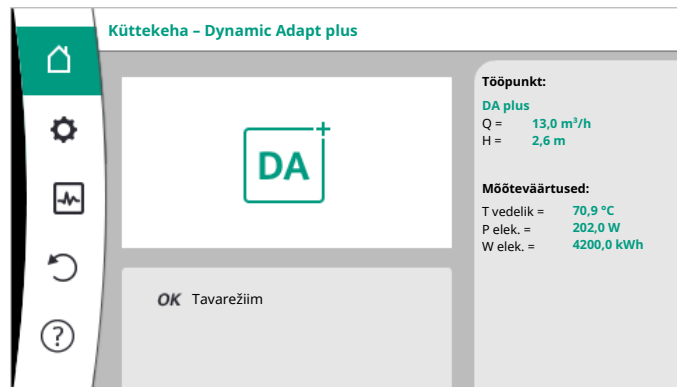 Küttekeha – Dynamic Adapt plus
DA
OK Tavarežiim
Tööpunkt:
DA plus
Q = 13,0 m³/h
H = 2,6 m
Mõõteväärtused:
T vedelik = 70,9 °C
P elek. = 202,0 W
W elek. = 4200,0 kWh